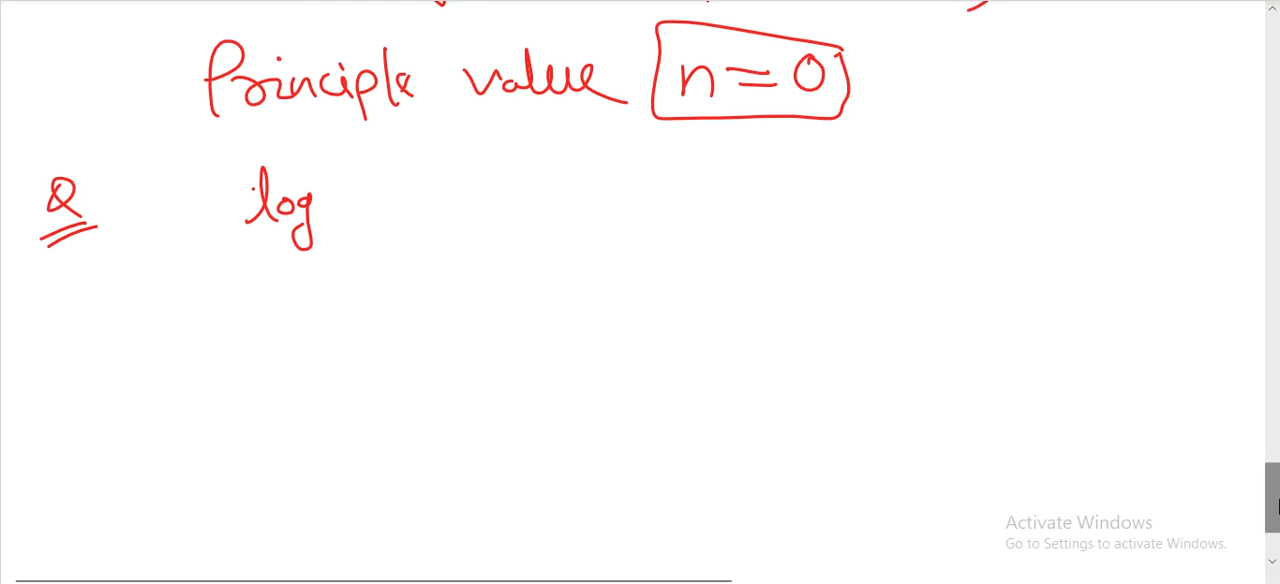 Principle value n=0
Q log
Activate Windows
Go to Settings to activate Windows.